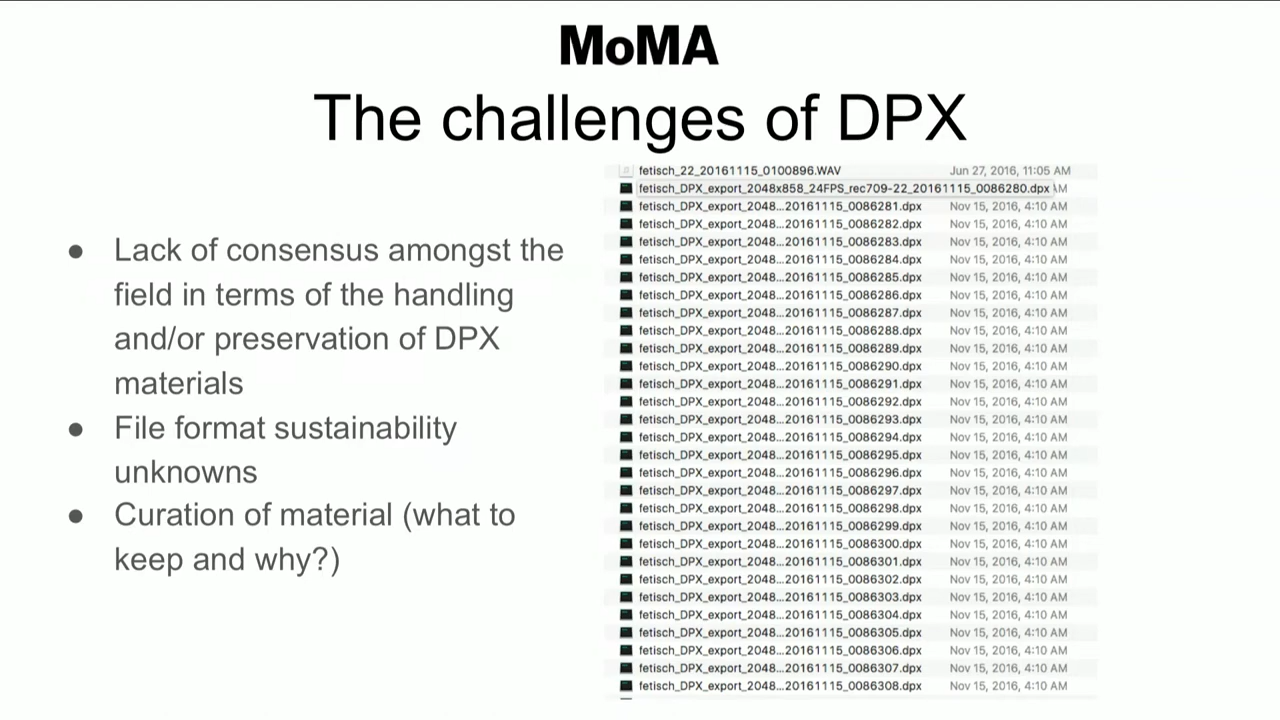 MoMA
The challenges of DPX
● Lack of consensus amongst the
field in terms of the handling
and/or preservation of DPX
materials
● File format sustainability
unknowns
● Curation of material (what to
keep and why?)
fetisch_22_20161115_0100896.WAV Jun 27, 2016, 11:05 AM
fetisch_DPX_export_2048x858_24FPS_rec709-22_20161115_0086280.dpx AM
fetisch_DPX_export_2048...20161115_0086281.dpx Nov 15, 2016, 4:10 AM
fetisch_DPX_export_2048...20161115_0086282.dpx Nov 15, 2016, 4:10 AM
fetisch_DPX_export_2048...20161115_0086283.dpx Nov 15, 2016, 4:10 AM
fetisch_DPX_export_2048...20161115_0086284.dpx Nov 15, 2016, 4:10 AM
fetisch_DPX_export_2048...20161115_0086285.dpx Nov 15, 2016, 4:10 AM
fetisch_DPX_export_2048...20161115_0086286.dpx Nov 15, 2016, 4:10 AM
fetisch_DPX_export_2048...20161115_0086287.dpx Nov 15, 2016, 4:10 AM
fetisch_DPX_export_2048...20161115_0086288.dpx Nov 15, 2016, 4:10 AM
fetisch_DPX_export_2048...20161115_0086289.dpx Nov 15, 2016, 4:10 AM
fetisch_DPX_export_2048...20161115_0086290.dpx Nov 15, 2016, 4:10 AM
fetisch_DPX_export_2048...20161115_0086291.dpx Nov 15, 2016, 4:10 AM
fetisch_DPX_export_2048...20161115_0086292.dpx Nov 15, 2016, 4:10 AM
fetisch_DPX_export_2048...20161115_0086293.dpx Nov 15, 2016, 4:10 AM
fetisch_DPX_export_2048...20161115_0086294.dpx Nov 15, 2016, 4:10 AM
fetisch_DPX_export_2048...20161115_0086295.dpx Nov 15, 2016, 4:10 AM
fetisch_DPX_export_2048...20161115_0086296.dpx Nov 15, 2016, 4:10 AM
fetisch_DPX_export_2048...20161115_0086297.dpx Nov 15, 2016, 4:10 AM
fetisch_DPX_export_2048...20161115_0086298.dpx Nov 15, 2016, 4:10 AM
fetisch_DPX_export_2048...20161115_0086299.dpx Nov 15, 2016, 4:10 AM
fetisch_DPX_export_2048...20161115_0086300.dpx Nov 15, 2016, 4:10 AM
fetisch_DPX_export_2048...20161115_0086301.dpx Nov 15, 2016, 4:10 AM
fetisch_DPX_export_2048...20161115_0086302.dpx Nov 15, 2016, 4:10 AM
fetisch_DPX_export_2048...20161115_0086303.dpx Nov 15, 2016, 4:10 AM
fetisch_DPX_export_2048...20161115_0086304.dpx Nov 15, 2016, 4:10 AM
fetisch_DPX_export_2048...20161115_0086305.dpx Nov 15, 2016, 4:10 AM
fetisch_DPX_export_2048...20161115_0086306.dpx Nov 15, 2016, 4:10 AM
fetisch_DPX_export_2048...20161115_0086307.dpx Nov 15, 2016, 4:10 AM
fetisch_DPX_export_2048...20161115_0086308.dpx Nov 15, 2016, 4:10 AM